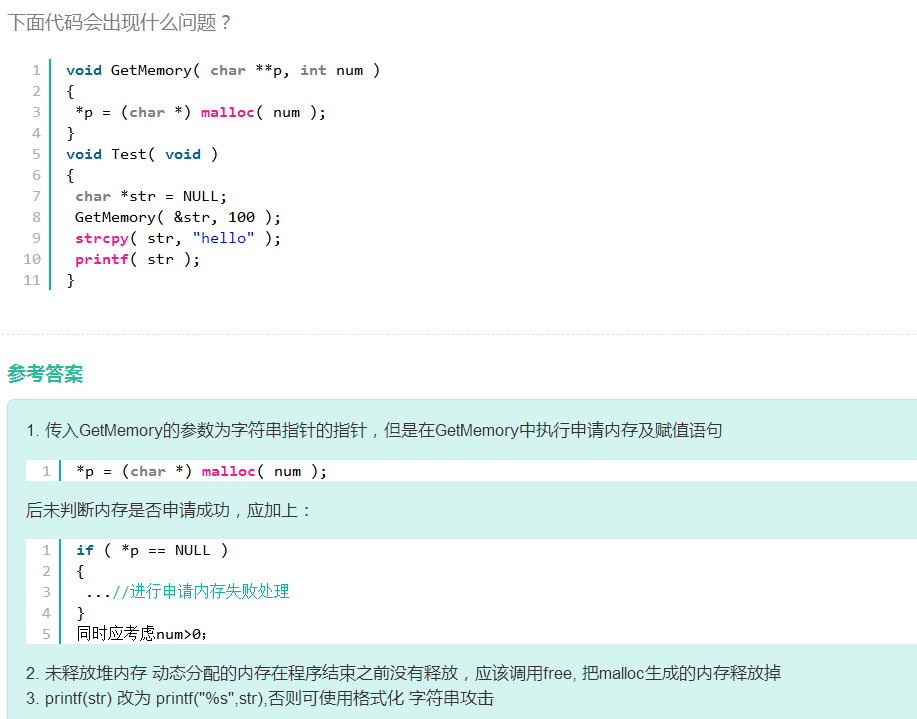 下面代码会出现什么问题？
1 void GetMemory( char **p, int num )
2 {
3 *p = (char *) malloc( num );
4 }
5 void Test( void )
6 {
7 char *str = NULL;
8 GetMemory( &str, 100 );
9 strcpy( str, "hello" );
10 printf( str );
11 }
参考答案
1. 传入GetMemory的参数为字符串指针的指针，但是在GetMemory中执行申请内存及赋值语句
1 *p = (char *) malloc( num );
后未判断内存是否申请成功，应加上：
1 if ( *p == NULL )
2 {
3 ...//进行申请内存失败处理
4 }
5 同时应考虑num>0;
2. 未释放堆内存 动态分配的内存在程序结束之前没有释放，应该调用free, 把malloc生成的内存释放掉
3. printf(str) 改为 printf("%s",str),否则可使用格式化 字符串攻击